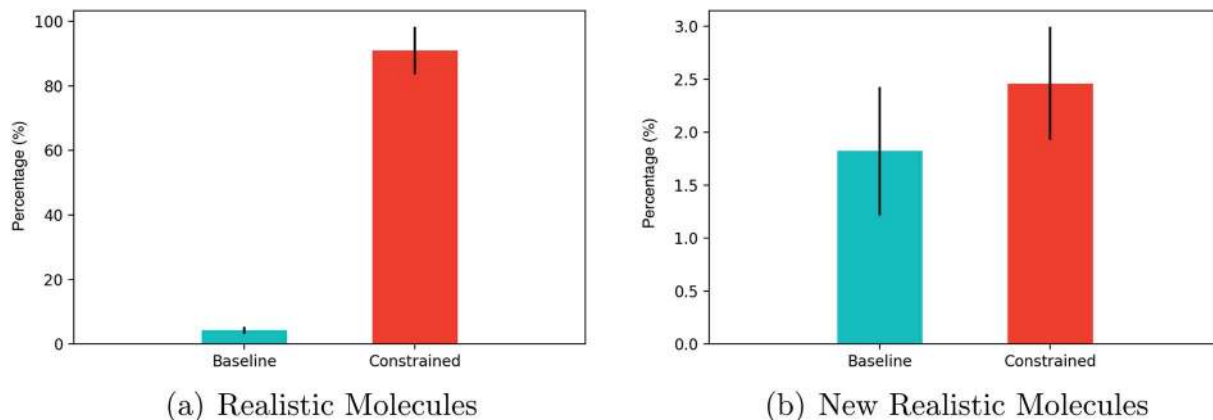 100
80
60
40
20
0
Percentage (%)
Baseline
Constrained
(a) Realistic Molecules
3.0
2.5
2.0
1.5
1.0
0.5
0.0
Percentage (%)
Baseline
Constrained
(b) New Realistic Molecules